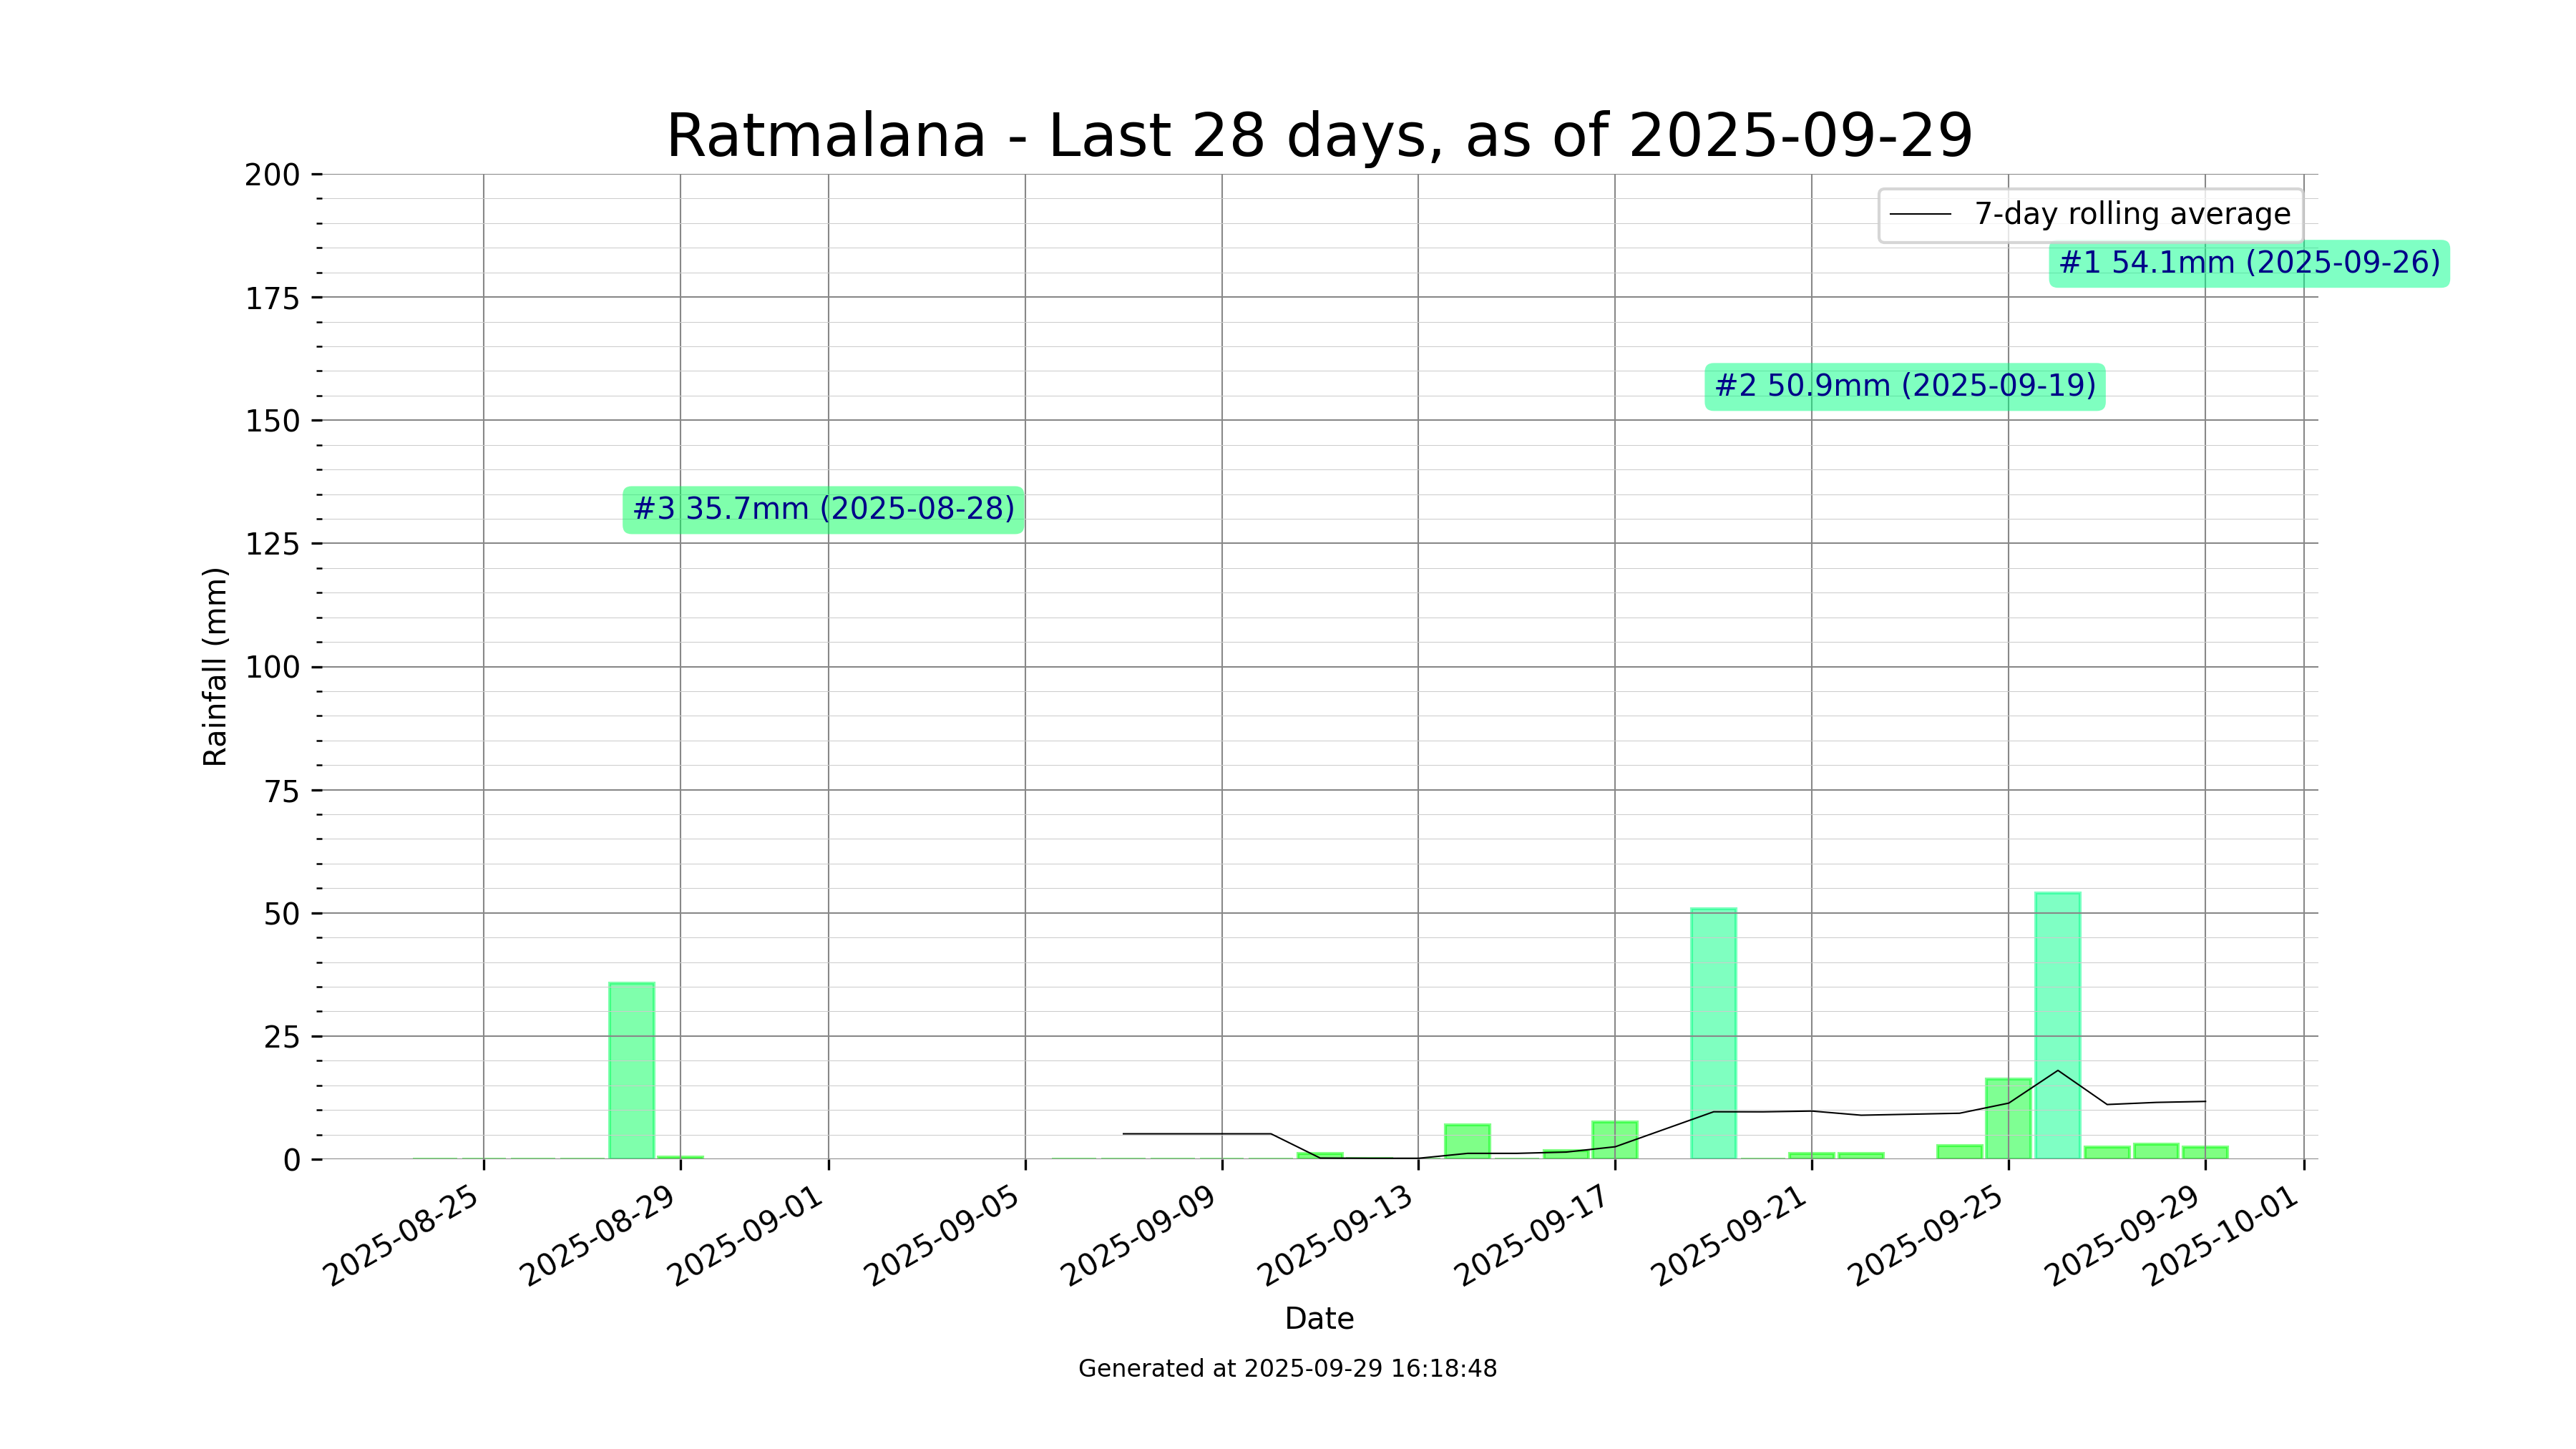 Ratmalana - Last 28 days, as of 2025-09-29
200
175
150
125
100
75
50
25
0
Rainfall (mm)
7-day rolling average
#1 54.1mm (2025-09-26)
#2 50.9mm (2025-09-19)
#3 35.7mm (2025-08-28)
2025-08-25
2025-08-29
2025-09-01
2025-09-05
2025-09-09
2025-09-13
2025-09-17
2025-09-21
2025-09-25
2025-09-29
2025-10-01
Date
Generated at 2025-09-29 16:18:48